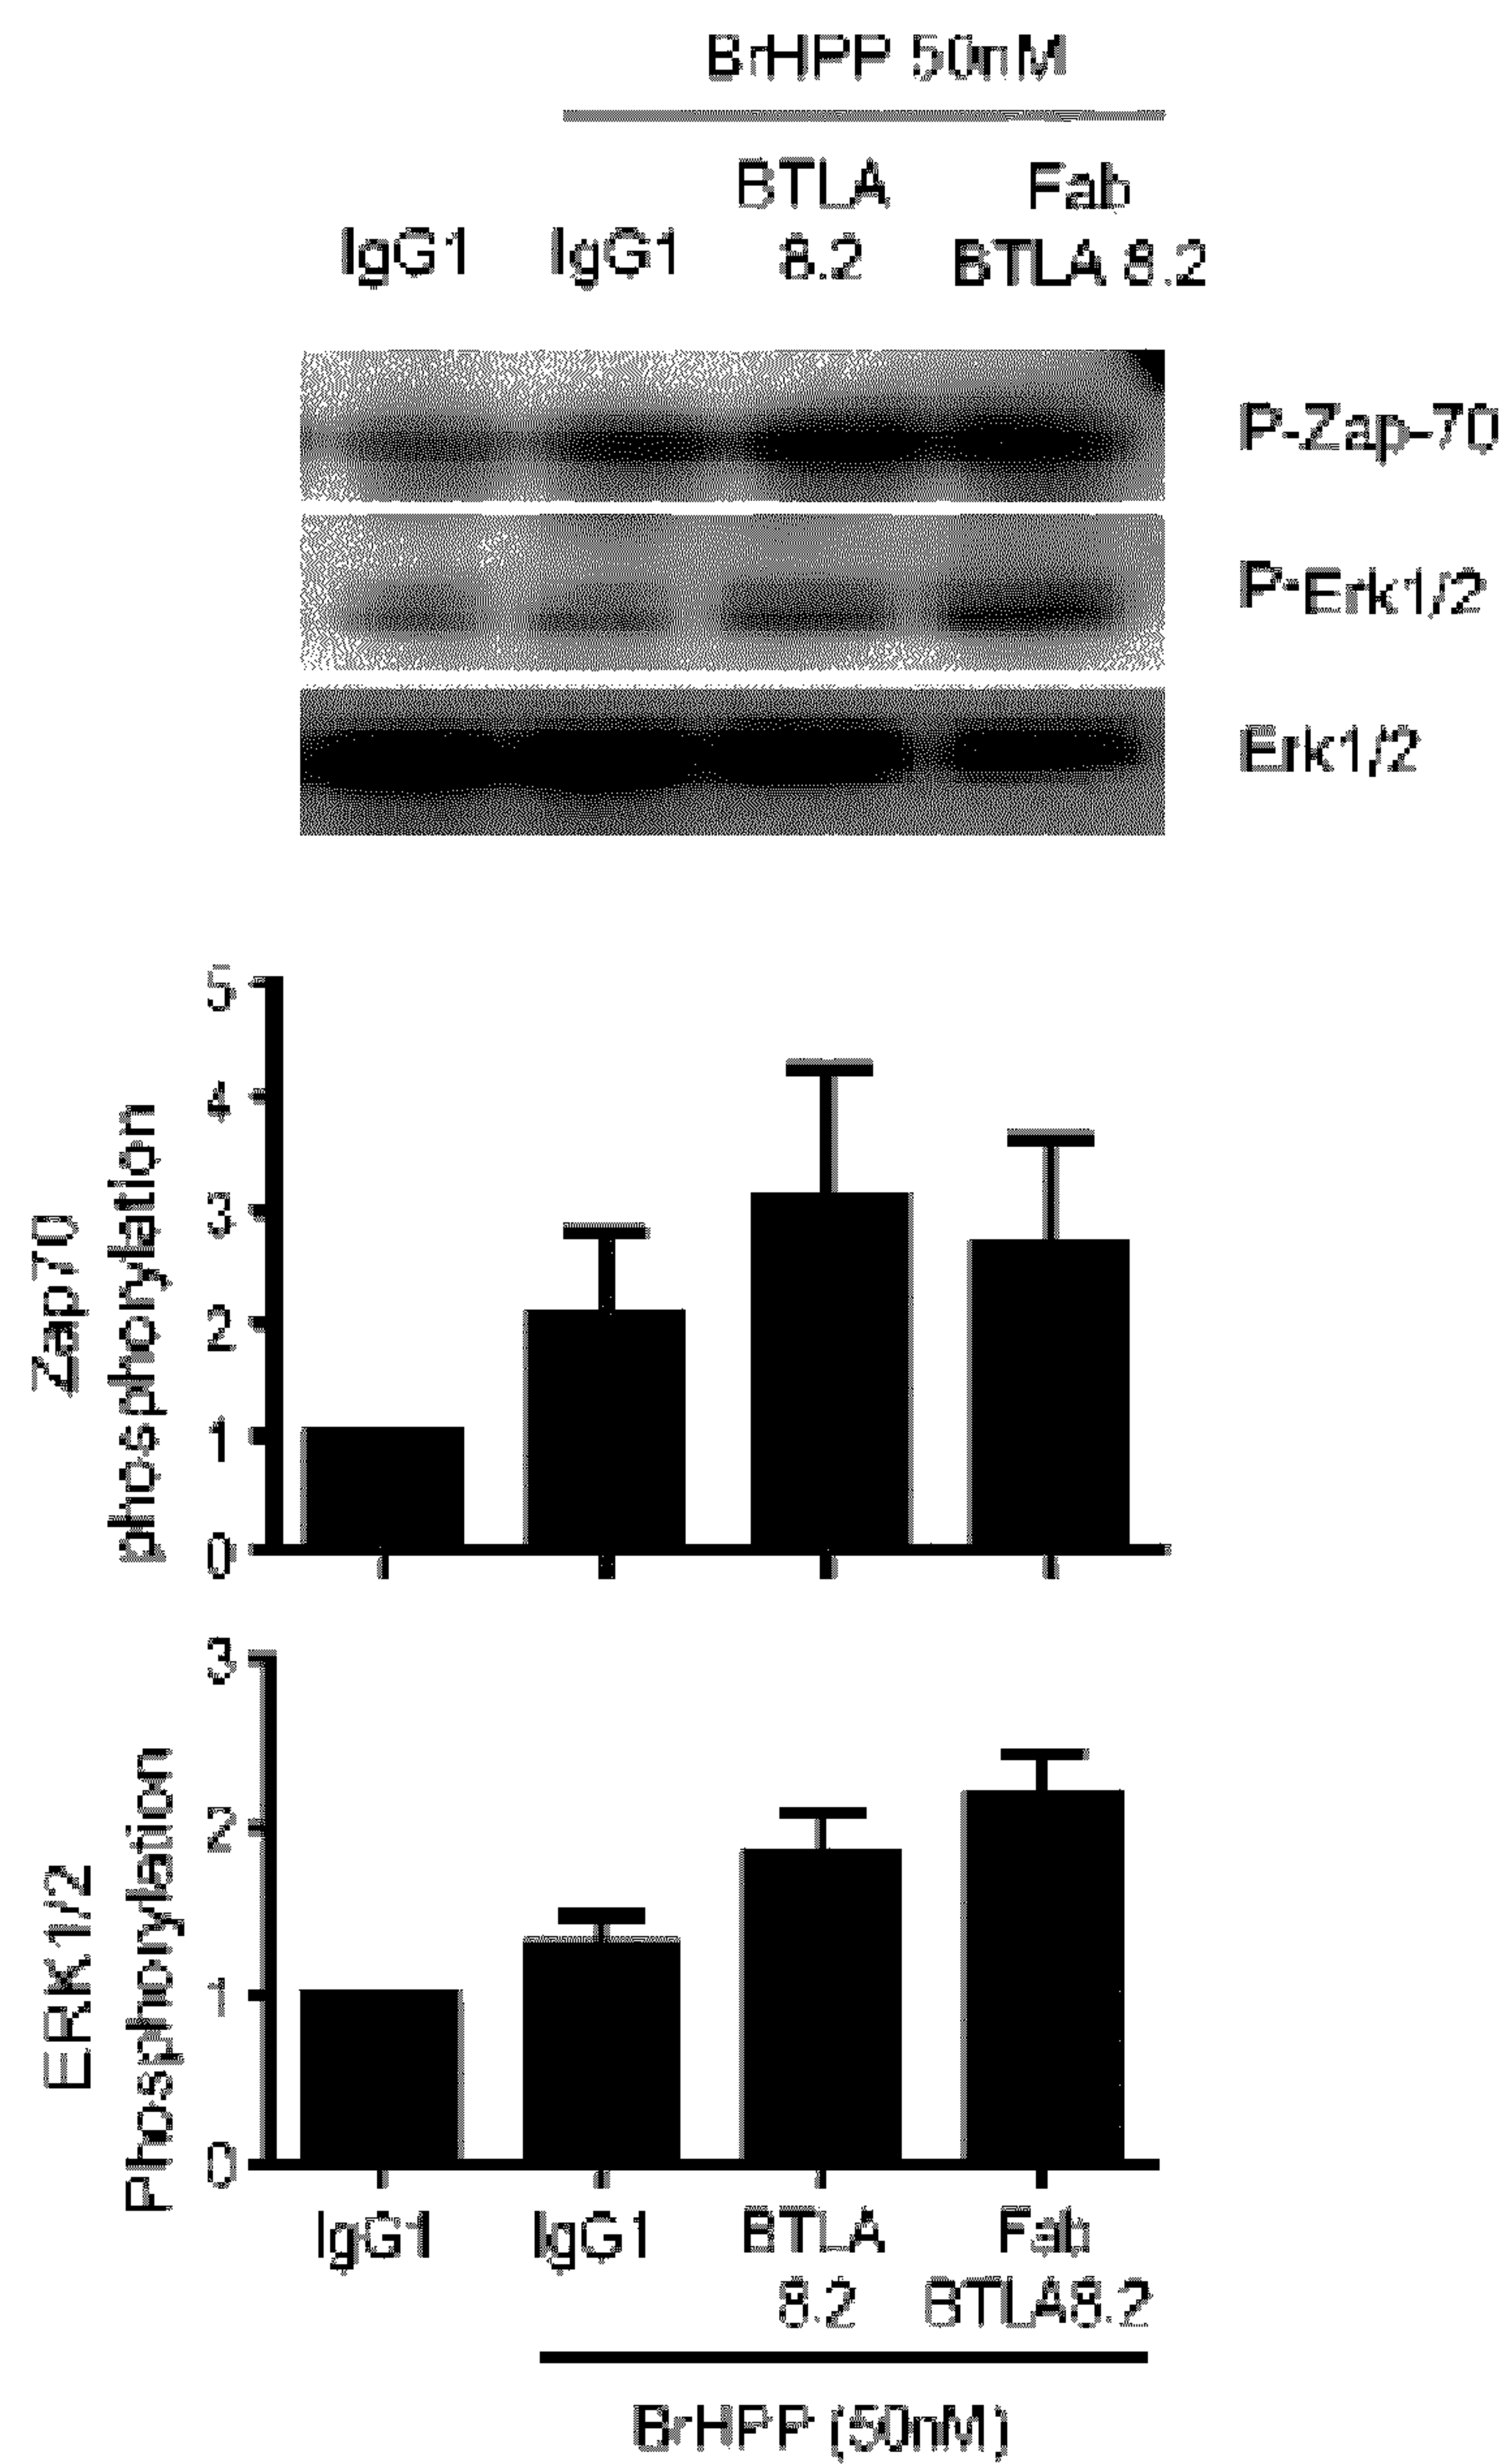 BrHPP 50nM
BTLA Fab
IgG1 IgG1 8.2 BTLA 8.2
P-Zap-70
P-Erk1/2
Erk1/2
Zap70
phosphorylation
5
4
3
2
1
0
ERK1/2
Phosphorylation
3
2
1
0
IgG1 IgG1 BTLA Fab
8.2 BTLA8.2
BrHPP (50nM)